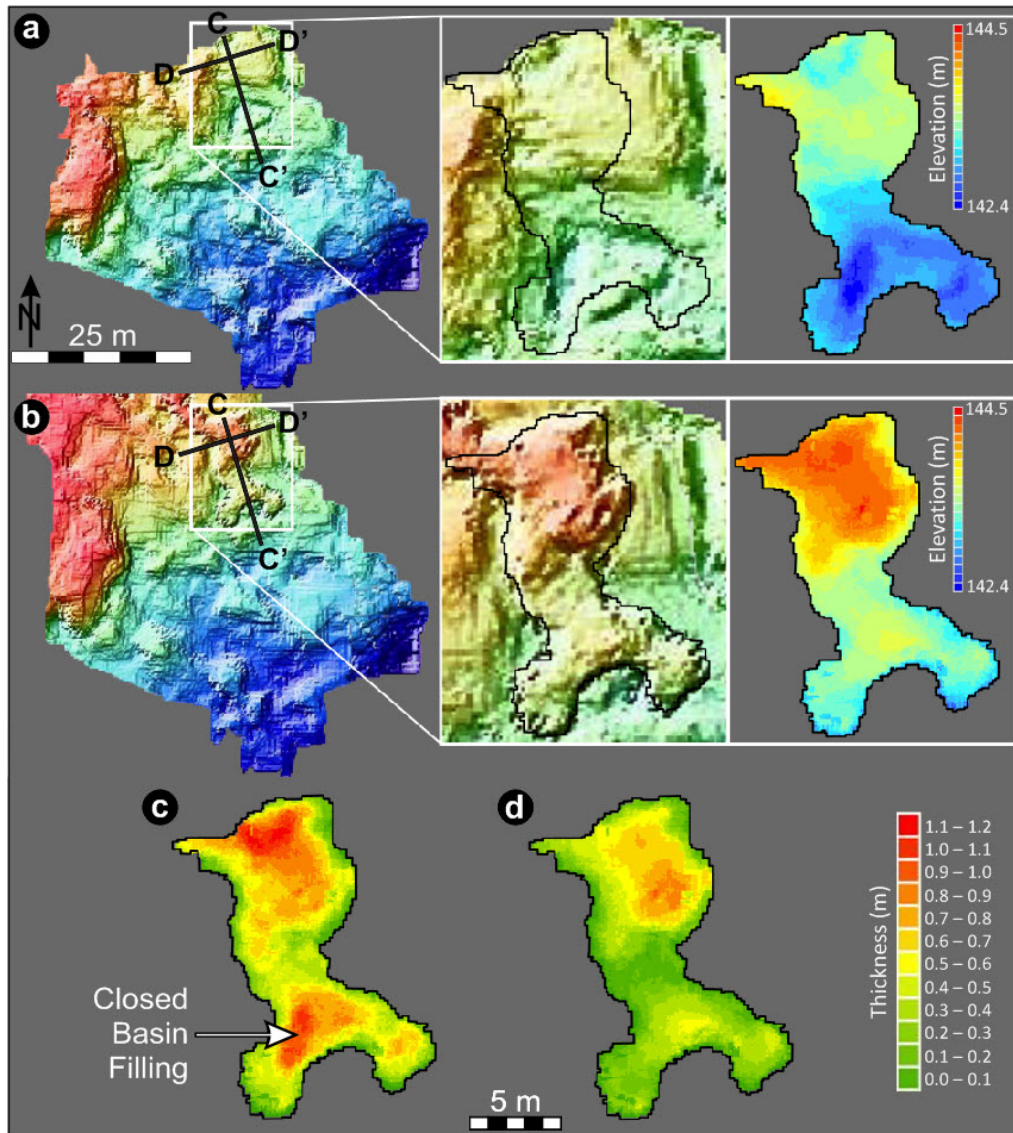 a
C
D'
D
C'
N
25 m
144.5
Elevation (m)
142.4
b
C
D'
D
C'
144.5
Elevation (m)
142.4
c
d
Closed
Basin
Filling
5 m
Thickness (m)
1.1 – 1.2
1.0 – 1.1
0.9 – 1.0
0.8 – 0.9
0.7 – 0.8
0.6 – 0.7
0.5 – 0.6
0.4 – 0.5
0.3 – 0.4
0.2 – 0.3
0.1 – 0.2
0.0 – 0.1